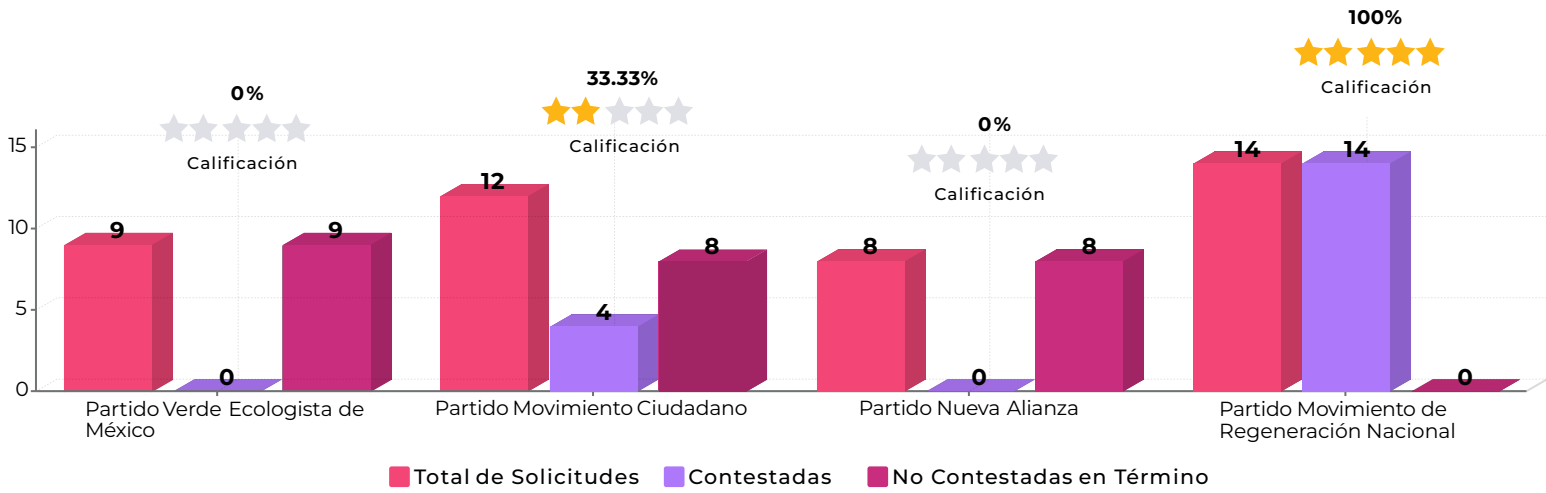 100%
Calificación
33.33%
Calificación
0%
Calificación
0%
Calificación
15
10
5
0
9
0
9
12
4
8
8
0
8
14
14
0
Partido Verde Ecologista de
México
Partido Movimiento Ciudadano
Partido Nueva Alianza
Partido Movimiento de
Regeneración Nacional
Total de Solicitudes
Contestadas
No Contestadas en Término